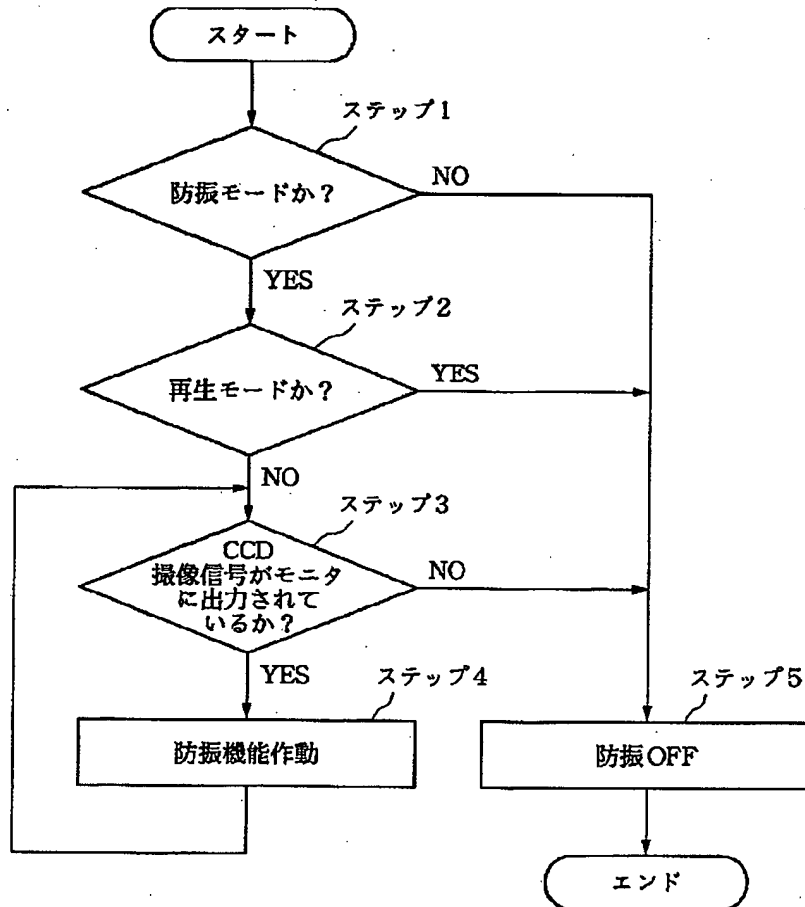 スタート
ステップ1
防振モードか?
NO
YES
ステップ2
再生モードか?
YES
NO
ステップ3
CCD
撮像信号がモニタ
に出力されて
いるか?
NO
YES
ステップ4
ステップ5
防振機能作動
防振OFF
エンド